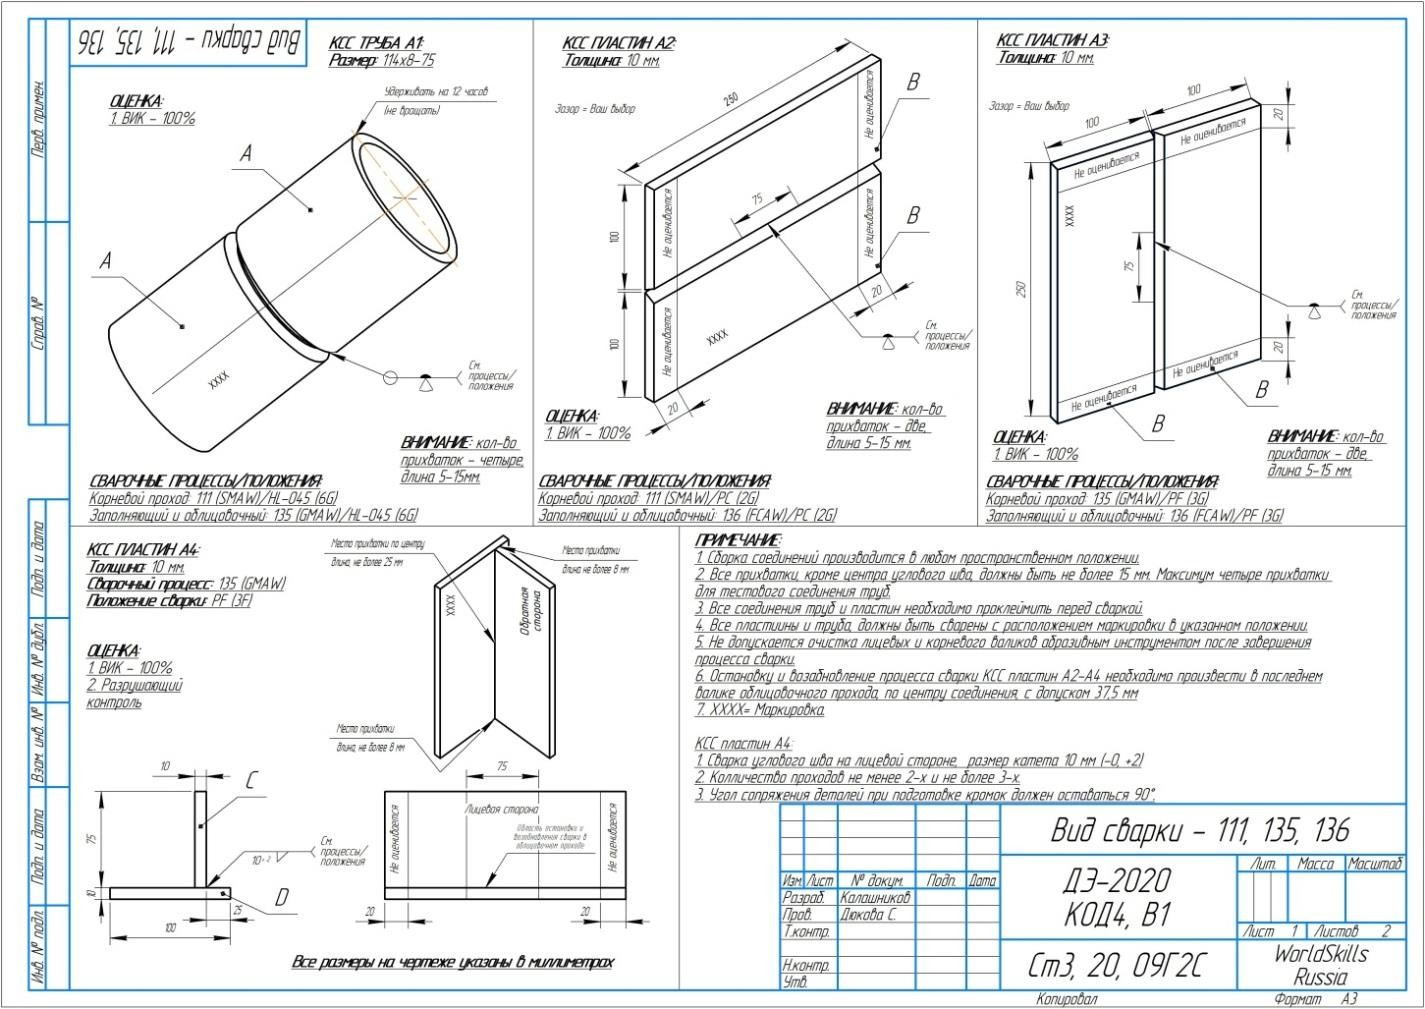 Вид сварки - 111, 135, 136
Перв. примен.
Справ. №
Подп. и дата
Инв. № дубл.
Взам. инв. №
Подп. и дата
Инв. № подл.
КСС ТРУБА А1:
Размер: 114х8-75
ОЦЕНКА:
1. ВИК - 100%
Удерживать на 12 часов
(не вращать)
А
А
XXXX
См.
процессы/
положения
ВНИМАНИЕ: кол-во
прихваток - четыре,
длина 5-15мм.
СВАРОЧНЫЕ ПРОЦЕССЫ/ПОЛОЖЕНИЯ:
Корневой проход: 111 (SMAW)/HL-045 (6G)
Заполняющий и облицовочный: 135 (GMAW)/HL-045 (6G)
КСС ПЛАСТИН А2:
Толщина: 10 мм.
Зазор = Ваш выбор
250
В
Не оценивается
Не оценивается
75
100
В
Не оценивается
Не оценивается
20
100
XXXX
20
См.
процессы/
положения
ОЦЕНКА:
1. ВИК - 100%
ВНИМАНИЕ: кол-во
прихваток - две,
длина 5-15 мм.
СВАРОЧНЫЕ ПРОЦЕССЫ/ПОЛОЖЕНИЯ:
Корневой проход: 111 (SMAW)/PC (2G)
Заполняющий и облицовочный: 136 (FCAW)/PC (2G)
КСС ПЛАСТИН А3:
Толщина: 10 мм.
Зазор = Ваш выбор
100
100
20
Не оценивается
Не оценивается
XXXX
75
250
См.
процессы/
положения
20
Не оценивается
Не оценивается
В
В
ОЦЕНКА:
1. ВИК - 100%
ВНИМАНИЕ: кол-во
прихваток - две,
длина 5-15 мм.
СВАРОЧНЫЕ ПРОЦЕССЫ/ПОЛОЖЕНИЯ:
Корневой проход: 135 (GMAW)/PF (3G)
Заполняющий и облицовочный: 136 (FCAW)/PF (3G)
КСС ПЛАСТИН А4:
Толщина: 10 мм.
Сварочный процесс: 135 (GMAW)
Положение сварки: PF (3F)
ОЦЕНКА:
1. ВИК - 100%
2. Разрушающий
контроль
Место прихватки по центру
длина, не более 25 мм
Место прихватки
длина не более 8 мм
XXXX
Обратная
сторона
Место прихватки
длина, не более 8 мм
10
С
75
10+2
См.
процессы/
положения
10
D
25
100
75
Не оценивается
Лицевая сторона
Не оценивается
Область остановки и
возобновления сварки в
облицовочном проходе
20
20
Все размеры на чертеже указаны в миллиметрах
ПРИМЕЧАНИЕ:
1. Сборка соединений производится в любом пространственном положении.
2. Все прихватки, кроме центра углового шва, должны быть не более 15 мм. Максимум четыре прихватки
для тестового соединения труб.
3. Все соединения труб и пластин необходимо проклеймить перед сваркой.
4. Все пластиины и труба, должны быть сварены с расположением маркировки в указанном положении.
5. Не допускается очистка лицевых и корневого валиков абразивным инструментом после завершения
процесса сварки.
6. Остановку и возабновление процесса сварки КСС пластин А2-А4 необходимо произвести в последнем
валике облицовочного прохода, по центру соединения, с допуском 37,5 мм
7. XXXX= Маркировка.
КСС пластин А4:
1. Сварка углового шва на лицевой стороне, размер катета 10 мм (-0, +2)
2. Колличество проходов не менее 2-х и не более 3-х.
3. Угол сопряжения деталей при подготовке кромок должен оставаться 90°.
Вид сварки - 111, 135, 136
Изм. Лист № докум. Подп. Дата
Разраб. Калашников
Пров. Дюкова С.
Т.контр.
Н.контр.
Утв.
ДЭ-2020
КОД4, В1
Лит. Масса Масштаб
Лист 1 Листов 2
Ст3, 20, 09Г2С
WorldSkills
Russia
Копировал
Формат А3